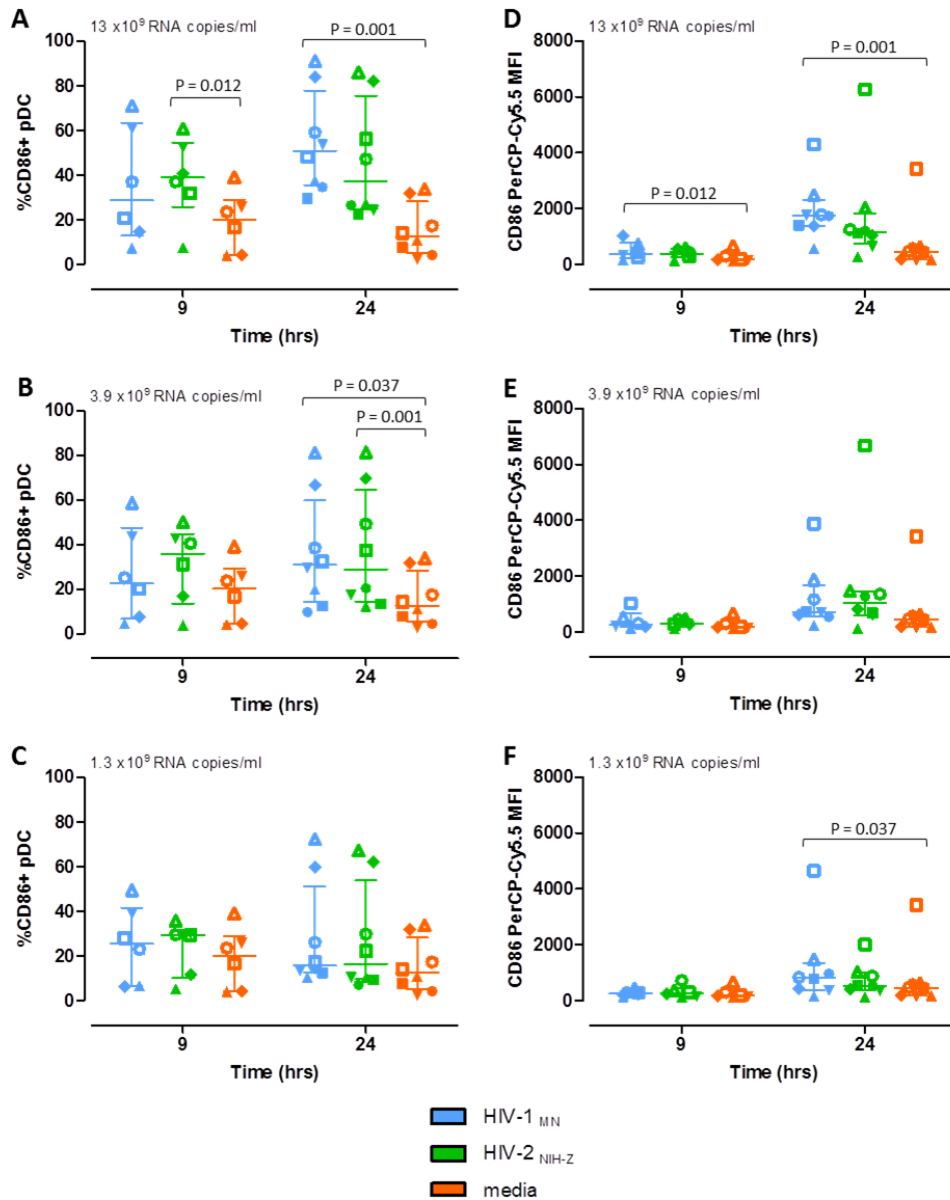 A
13 x10⁹ RNA copies/ml
P = 0.001
P = 0.012
100
80
60
40
20
0
%CD86+ pDC
9
24
Time (hrs)
D
13 x10⁹ RNA copies/ml
P = 0.001
P = 0.012
8000
6000
4000
2000
0
CD86 PerCP-Cy5.5 MFI
9
24
Time (hrs)
B
3.9 x10⁹ RNA copies/ml
P = 0.037
P = 0.001
100
80
60
40
20
0
%CD86+ pDC
9
24
Time (hrs)
E
3.9 x10⁹ RNA copies/ml
8000
6000
4000
2000
0
CD86 PerCP-Cy5.5 MFI
9
24
Time (hrs)
C
1.3 x10⁹ RNA copies/ml
100
80
60
40
20
0
%CD86+ pDC
9
24
Time (hrs)
F
1.3 x10⁹ RNA copies/ml
P = 0.037
8000
6000
4000
2000
0
CD86 PerCP-Cy5.5 MFI
9
24
Time (hrs)
HIV-1 MN
HIV-2 NIH-Z
media